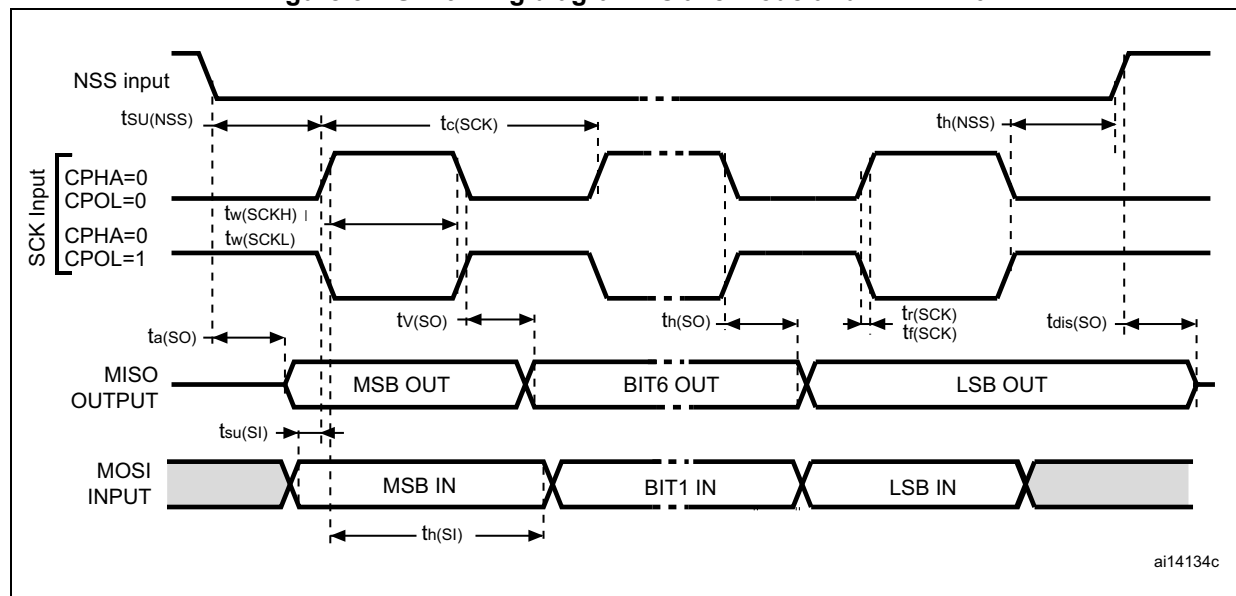 NSS input
tSU(NSS)
tc(SCK)
th(NSS)
SCK Input
CPHA=0
CPOL=0
tw(SCKH)
CPHA=0
CPOL=1
tw(SCKL)
tV(SO)
th(SO)
tr(SCK)
tf(SCK)
tdis(SO)
ta(SO)
MISO
OUTPUT
MSB OUT
BIT6 OUT
LSB OUT
tsu(SI)
MOSI
INPUT
MSB IN
BIT1 IN
LSB IN
th(SI)
ai14134c